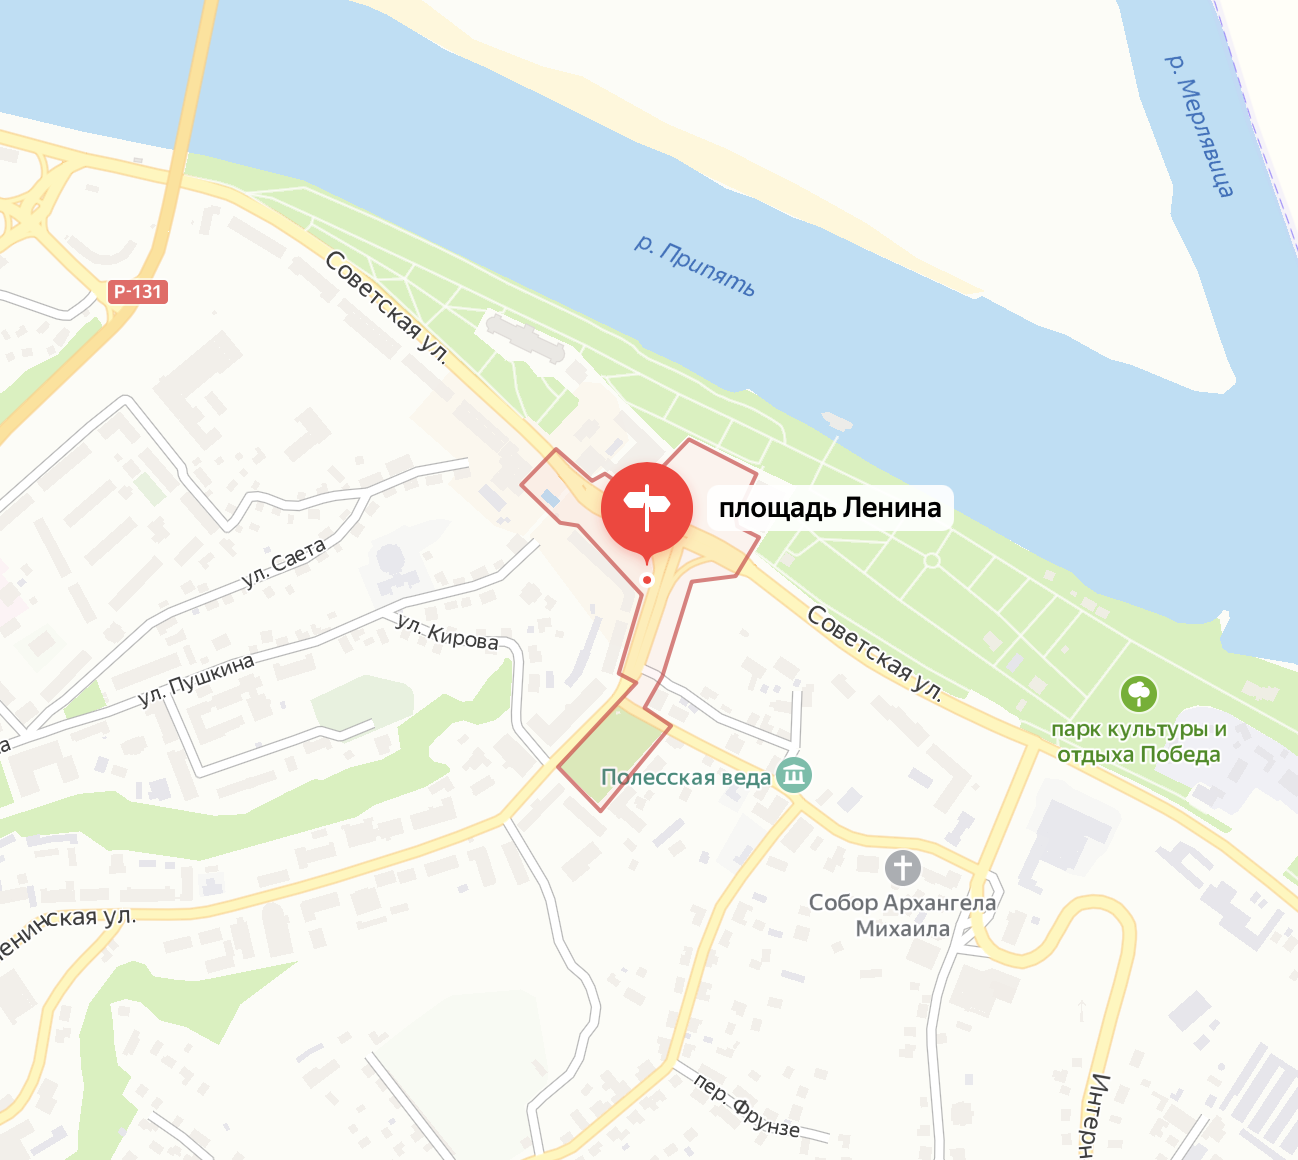 р. Мерлявица
р. Припять
Р-131
Советская ул.
площадь Ленина
ул. Саета
ул. Кирова
ул. Пушкина
Советская ул.
парк культуры и
отдыха Победа
Полесская веда
Собор Архангела
Михаила
ская ул.
пер. Фрунзе
Интерн